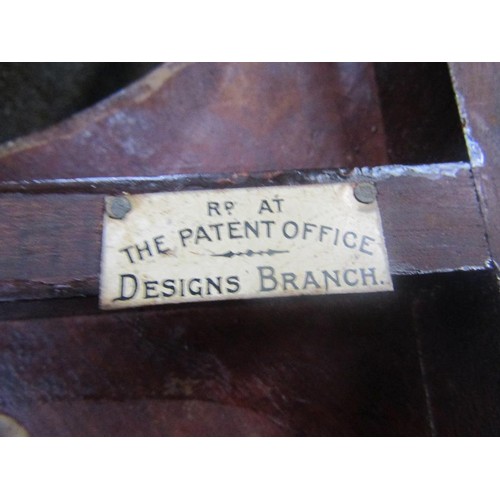 RD. AT
THE PATENT OFFICE
DESIGNS BRANCH.